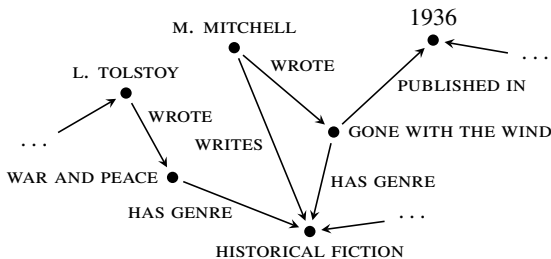 1936
M. MITCHELL
...
L. TOLSTOY
WROTE
PUBLISHED IN
WROTE
...
WRITES
GONE WITH THE WIND
WAR AND PEACE
HAS GENRE
HAS GENRE
...
HISTORICAL FICTION